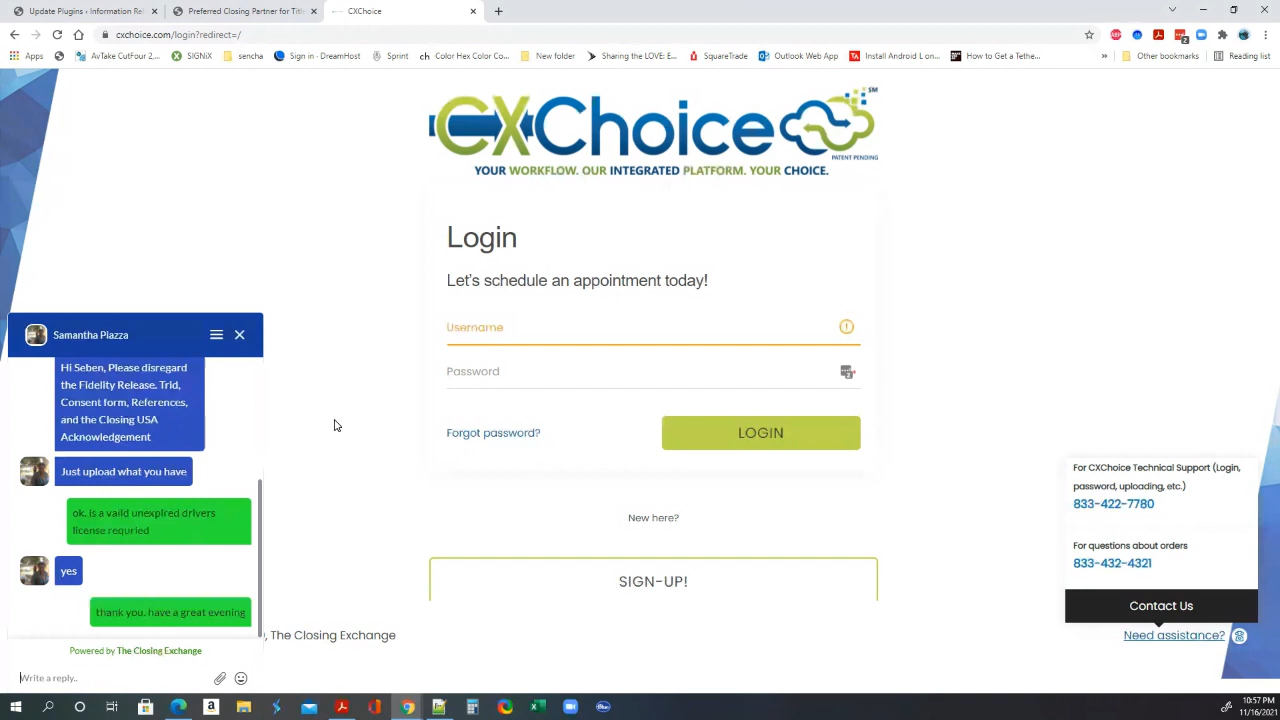 Update Plugins ‹ Information Rel
Preferred Closing Partner for Title
CXChoice
cxchoice.com/login?redirect=/
Apps
AvTake CutFour 2...
SIGNiX
sencha
Sign in - DreamHost
Sprint
ch Color Hex Color C...
New folder
Sharing the LOVE: E...
SquareTrade
Outlook Web App
Install Android L on...
How to Get a Tethe...
»
Other bookmarks
Reading list
CXChoice SM
PATENT PENDING
YOUR WORKFLOW. OUR INTEGRATED PLATFORM. YOUR CHOICE.
Login
Let's schedule an appointment today!
Username
Password
Forgot password?
LOGIN
New here?
SIGN-UP!
Samantha Piazza
Hi Seben, Please disregard
the Fidelity Release. Trid,
Consent form, References,
and the Closing USA
Acknowledgement
Just upload what you have
ok. is a vaild unexpired drivers
license requried
yes
thank you. have a great evening
Powered by The Closing Exchange
Write a reply..
, The Closing Exchange
For CXChoice Technical Support (Login,
password, uploading, etc.)
833-422-7780
For questions about orders
833-432-4321
Contact Us
Need assistance?
10:57 PM
11/16/2021